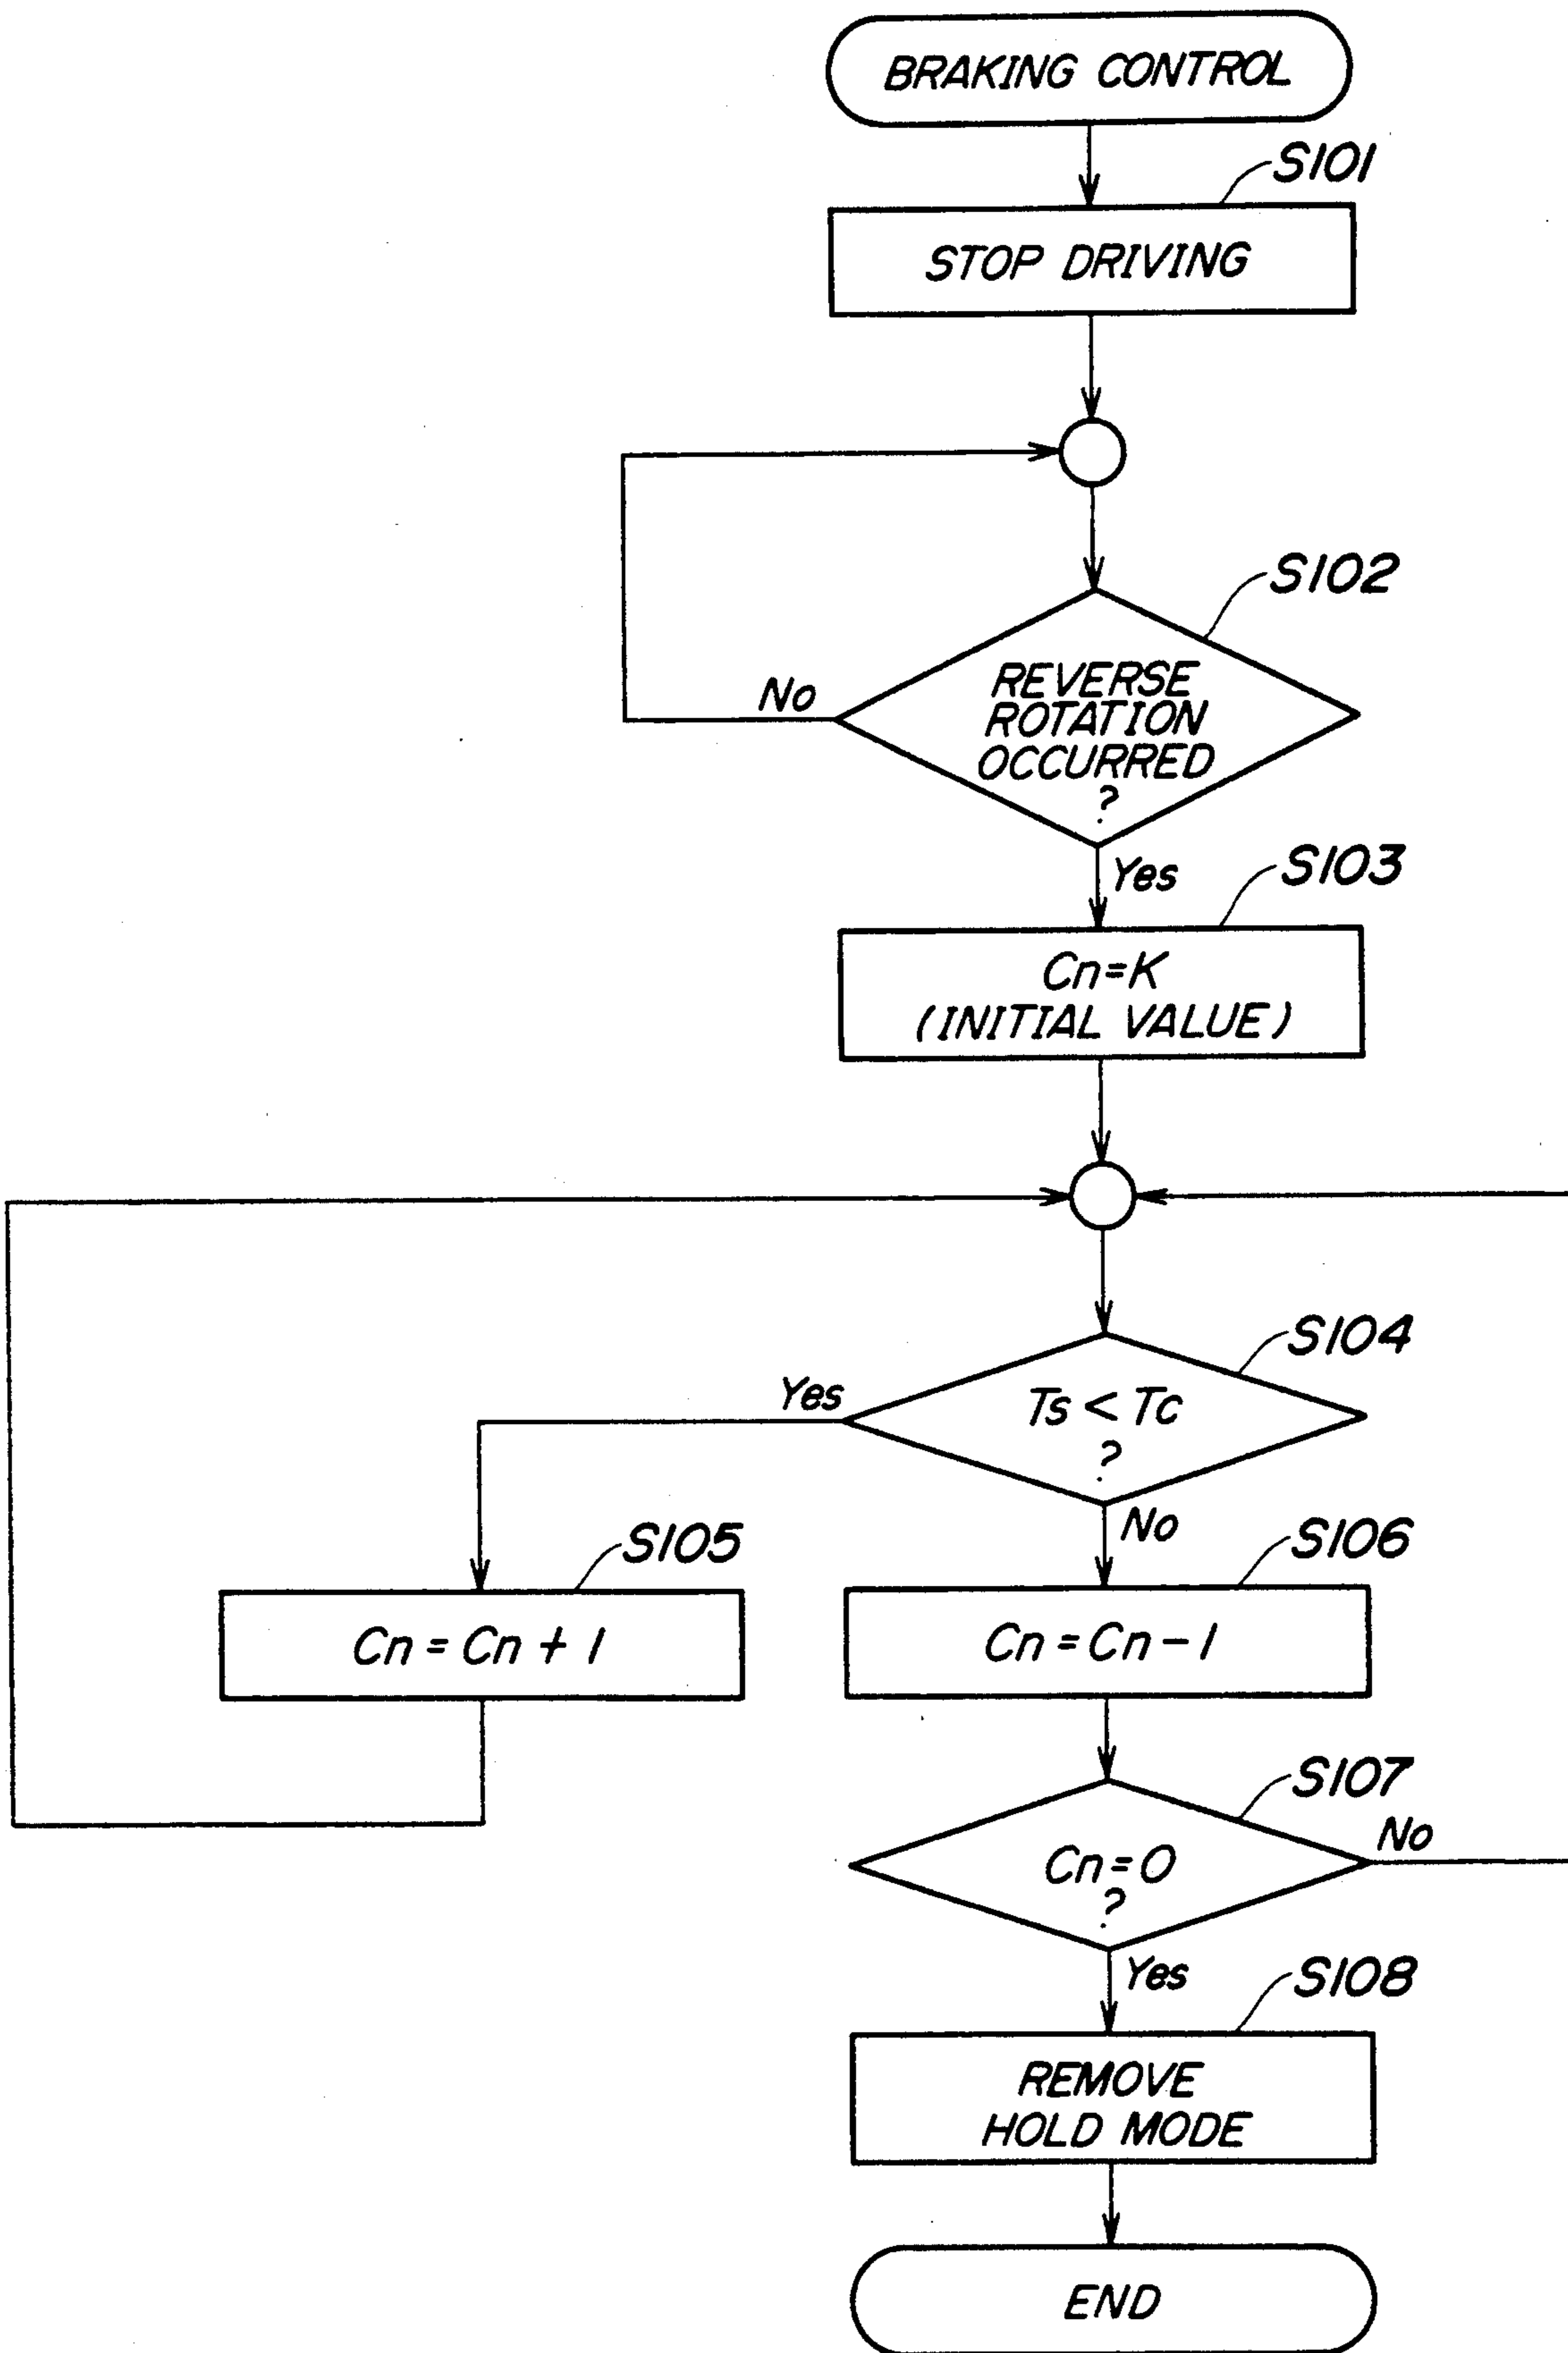 BRAKING CONTROL
S101
STOP DRIVING
S102
REVERSE
ROTATION
OCCURRED
?
No
Yes
S103
Cn=K
(INITIAL VALUE)
S104
Ts < Tc
?
Yes
No
S105
Cn = Cn + 1
S106
Cn = Cn - 1
S107
Cn=0
?
No
Yes
S108
REMOVE
HOLD MODE
END